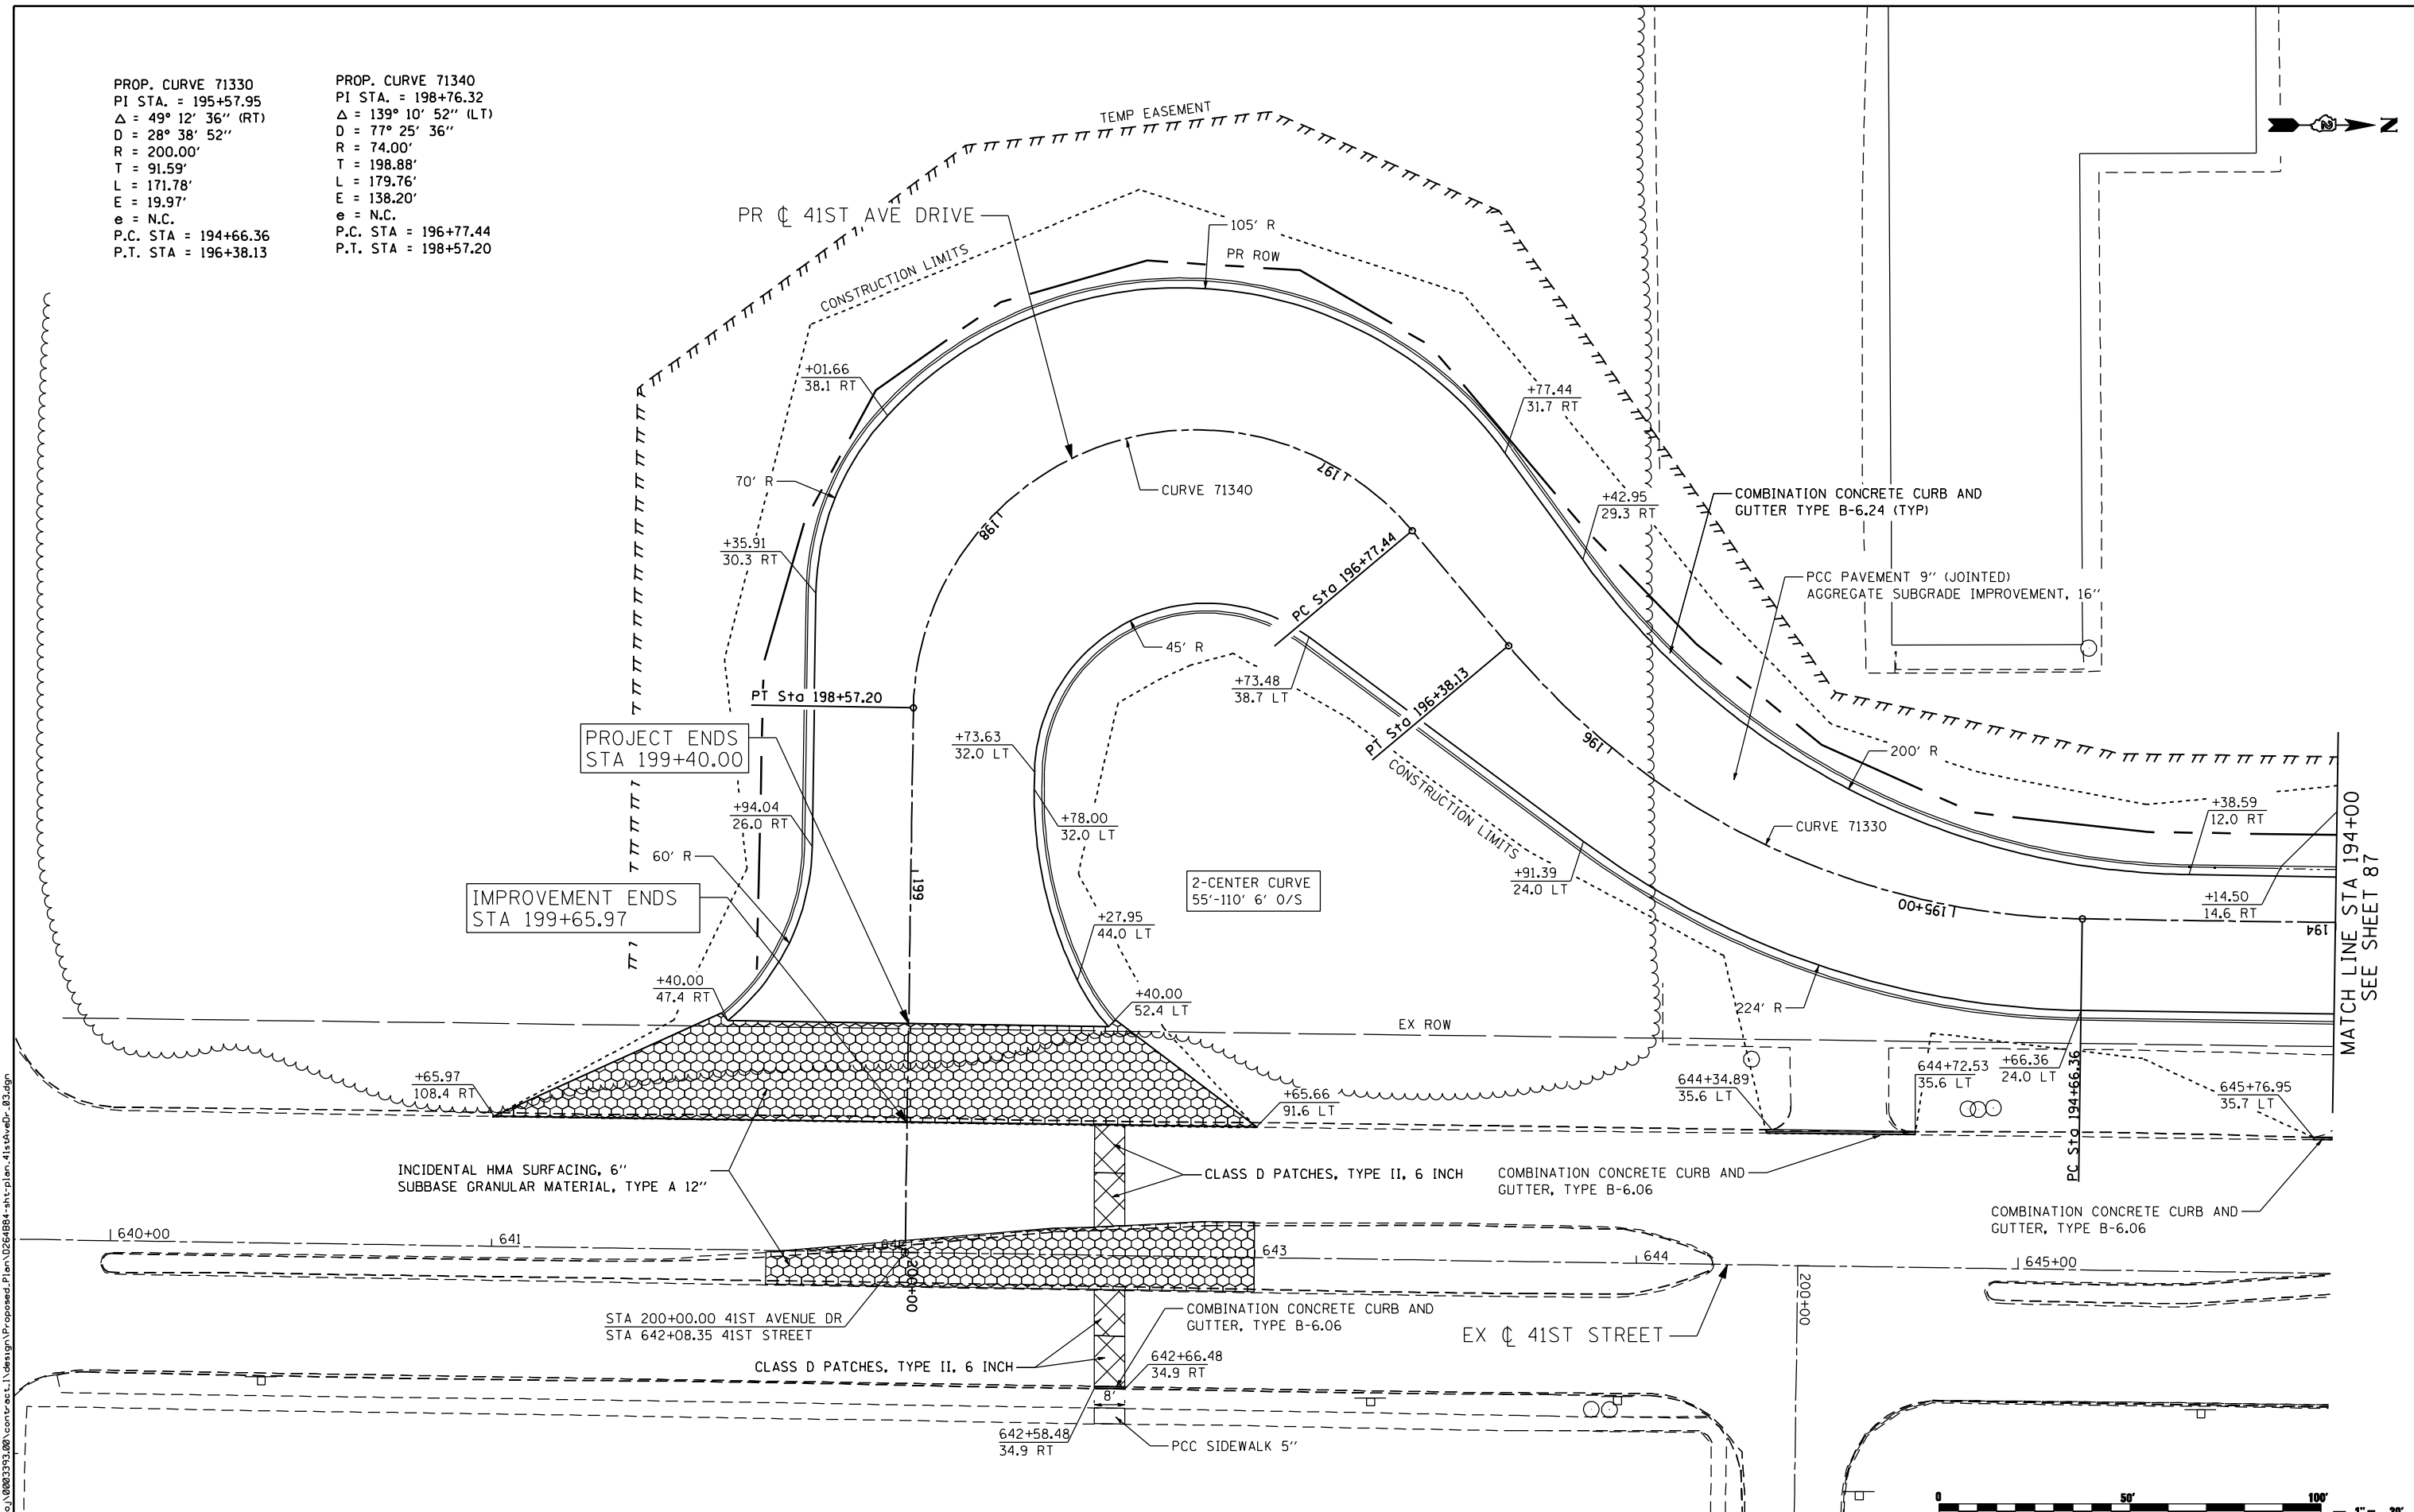 PROP. CURVE 71330
PI STA. = 195+57.95
Δ = 49° 12' 36" (RT)
D = 28° 38' 52"
R = 200.00'
T = 91.59'
L = 171.78'
E = 19.97'
e = N.C.
P.C. STA = 194+66.36
P.T. STA = 196+38.13
PROP. CURVE 71340
PI STA. = 198+76.32
Δ = 139° 10' 52" (LT)
D = 77° 25' 36"
R = 74.00'
T = 198.88'
L = 179.76'
E = 138.20'
e = N.C.
P.C. STA = 196+77.44
P.T. STA = 198+57.20
TEMP EASEMENT
N
PR ℄ 41ST AVE DRIVE
105' R
PR ROW
CONSTRUCTION LIMITS
+01.66
38.1 RT
+77.44
31.7 RT
70' R
CURVE 71340
197
198
+42.95
29.3 RT
COMBINATION CONCRETE CURB AND
GUTTER TYPE B-6.24 (TYP)
+35.91
30.3 RT
PC Sta 196+77.44
PCC PAVEMENT 9" (JOINTED)
AGGREGATE SUBGRADE IMPROVEMENT, 16"
45' R
+73.48
38.7 LT
PT Sta 196+38.13
PT Sta 198+57.20
PROJECT ENDS
STA 199+40.00
+73.63
32.0 LT
196
200' R
CONSTRUCTION LIMITS
+94.04
26.0 RT
+78.00
32.0 LT
CURVE 71330
+38.59
12.0 RT
60' R
199
2-CENTER CURVE
55'-110' 6' O/S
+91.39
24.0 LT
IMPROVEMENT ENDS
STA 199+65.97
+27.95
44.0 LT
195+00
+14.50
14.6 RT
194
MATCH LINE STA 194+00
SEE SHEET 87
+40.00
47.4 RT
+40.00
52.4 LT
224' R
EX ROW
+65.97
108.4 RT
+65.66
91.6 LT
644+34.89
35.6 LT
644+72.53
35.6 LT
+66.36
24.0 LT
PC Sta 194+66.36
645+76.95
35.7 LT
INCIDENTAL HMA SURFACING, 6"
SUBBASE GRANULAR MATERIAL, TYPE A 12"
CLASS D PATCHES, TYPE II, 6 INCH
COMBINATION CONCRETE CURB AND
GUTTER, TYPE B-6.06
COMBINATION CONCRETE CURB AND
GUTTER, TYPE B-6.06
640+00
641
643
644
645+00
200+00
200+00
STA 200+00.00 41ST AVENUE DR
STA 642+08.35 41ST STREET
COMBINATION CONCRETE CURB AND
GUTTER, TYPE B-6.06
EX ℄ 41ST STREET
CLASS D PATCHES, TYPE II, 6 INCH
642+66.48
34.9 RT
8'
642+58.48
34.9 RT
PCC SIDEWALK 5"
0 50' 100'